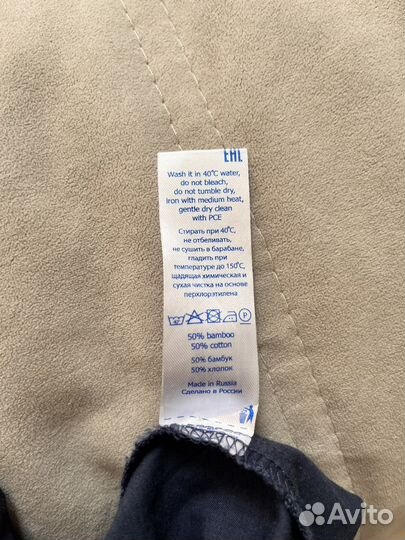 EAC
Wash it in 40°C water,
do not bleach,
do not tumble dry,
iron with medium heat,
gentle dry clean
with PCE
Стирать при 40°C,
не отбеливать,
не сушить в барабане,
гладить при
температуре до 150°C,
щадящая химическая и
сухая чистка на основе
перхлорэтилена
P
50% bamboo
50% cotton
50% бамбук
50% хлопок
Made in Russia
Сделано в России
Avito